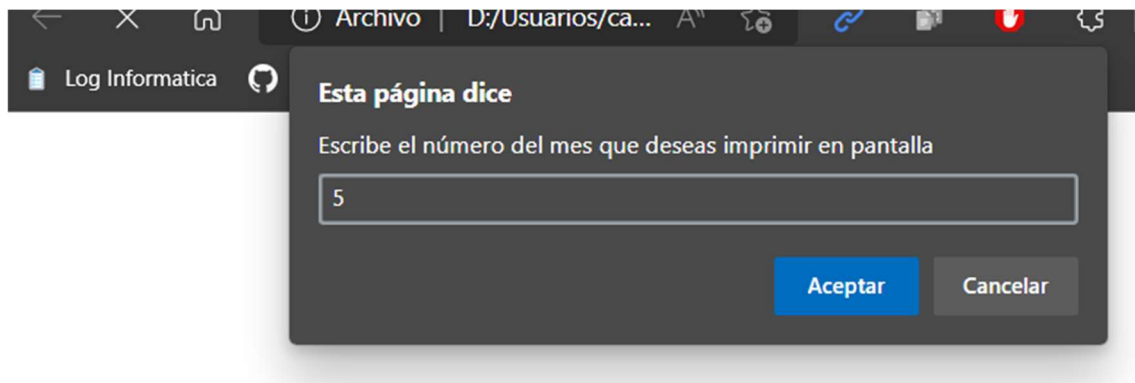 Archivo | D:/Usuarios/ca...
Log Informatica
Esta página dice
Escribe el número del mes que deseas imprimir en pantalla
5
Aceptar Cancelar